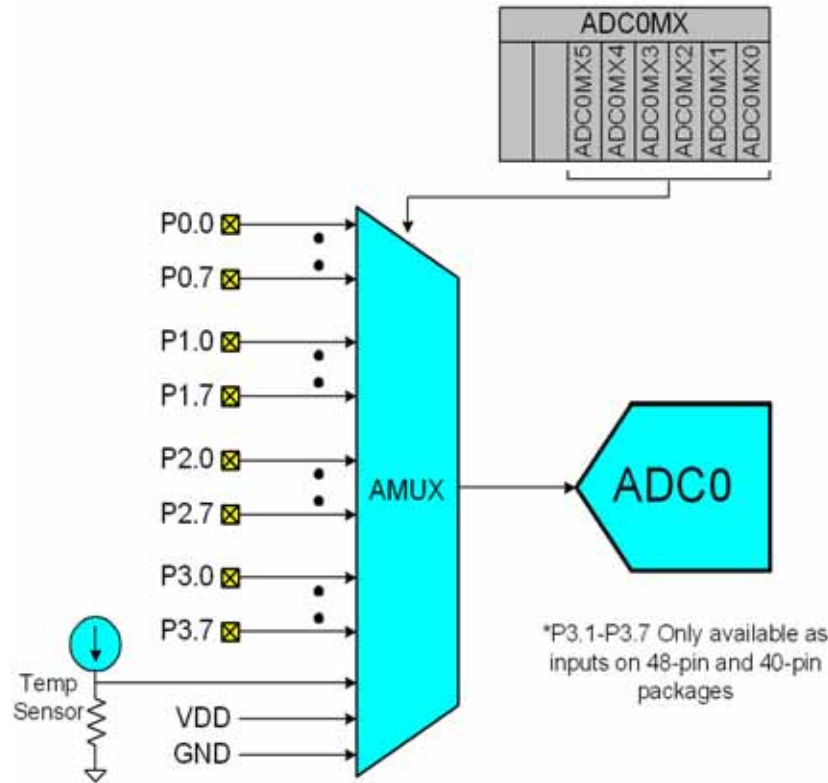 ADC0MX
ADC0MX5
ADC0MX4
ADC0MX3
ADC0MX2
ADC0MX1
ADC0MX0
P0.0
P0.7
P1.0
P1.7
P2.0
P2.7
P3.0
P3.7
AMUX
ADC0
*P3.1-P3.7 Only available as
inputs on 48-pin and 40-pin
packages
Temp
Sensor
VDD
GND